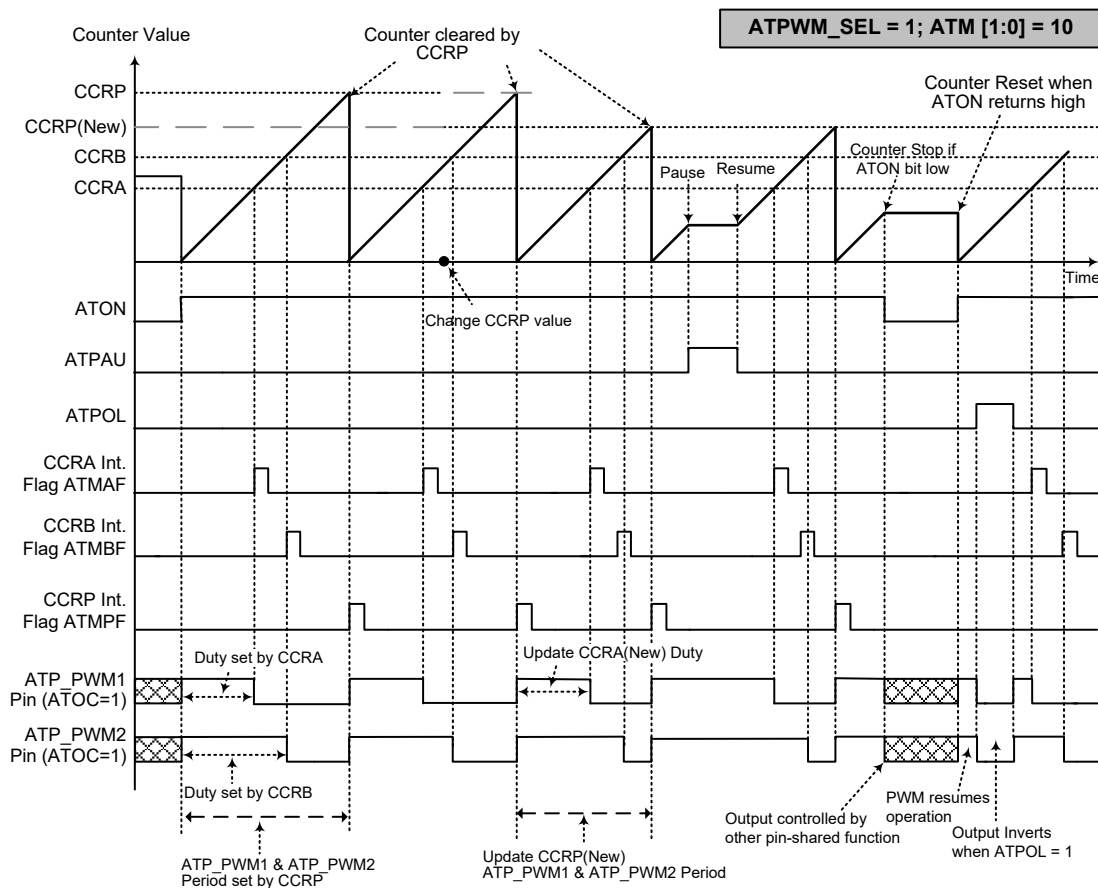 ATPWM_SEL = 1; ATM [1:0] = 10
Counter Value
Counter cleared by
CCRP
CCRP
CCRP(New)
CCRB
CCRA
Counter Reset when
ATON returns high
Counter Stop if
ATON bit low
Pause
Resume
Time
ATON
Change CCRP value
ATPAU
ATPOL
CCRA Int.
Flag ATMAF
CCRB Int.
Flag ATMBF
CCRP Int.
Flag ATMPF
Duty set by CCRA
Update CCRA(New) Duty
ATP_PWM1
Pin (ATOC=1)
ATP_PWM2
Pin (ATOC=1)
Duty set by CCRB
Output controlled by
other pin-shared function
PWM resumes
operation
Output Inverts
when ATPOL = 1
ATP_PWM1 & ATP_PWM2
Period set by CCRP
Update CCRP(New)
ATP_PWM1 & ATP_PWM2 Period